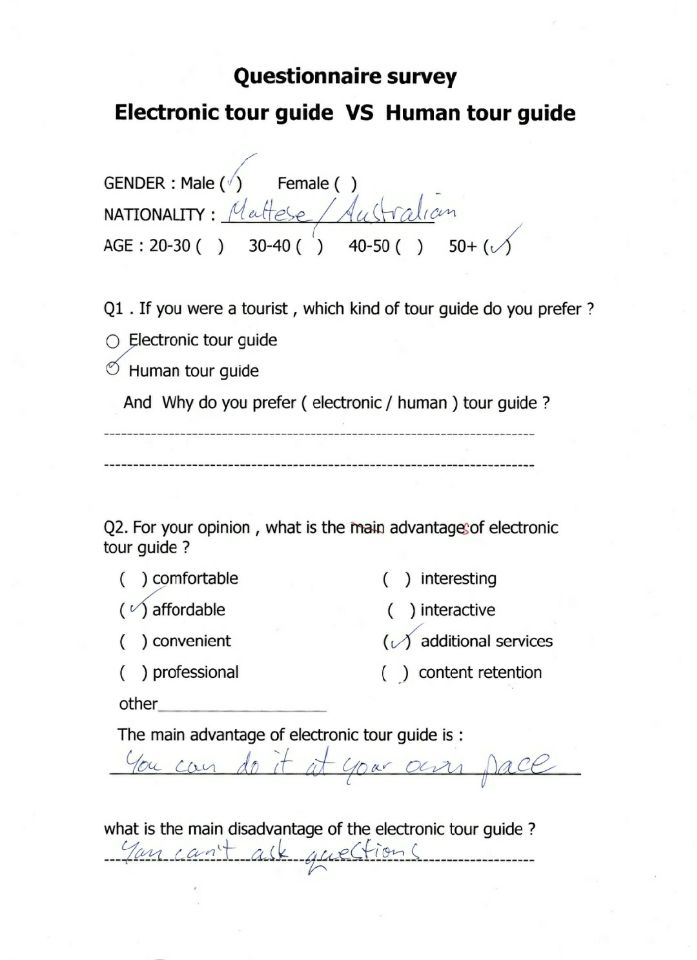 Questionnaire survey
Electronic tour guide VS Human tour guide
GENDER : Male (✓) Female ( )
NATIONALITY : Maltese / Australian
AGE : 20-30 ( ) 30-40 ( ) 40-50 ( ) 50+ (✓)
Q1 . If you were a tourist , which kind of tour guide do you prefer ?
○ Electronic tour guide
☑ Human tour guide
And Why do you prefer ( electronic / human ) tour guide ?
Q2. For your opinion , what is the main advantages of electronic
tour guide ?
( ) comfortable ( ) interesting
(✓) affordable ( ) interactive
( ) convenient (✓) additional services
( ) professional ( ) content retention
other
The main advantage of electronic tour guide is :
You can do it at your own pace
what is the main disadvantage of the electronic tour guide ?
You can't ask questions